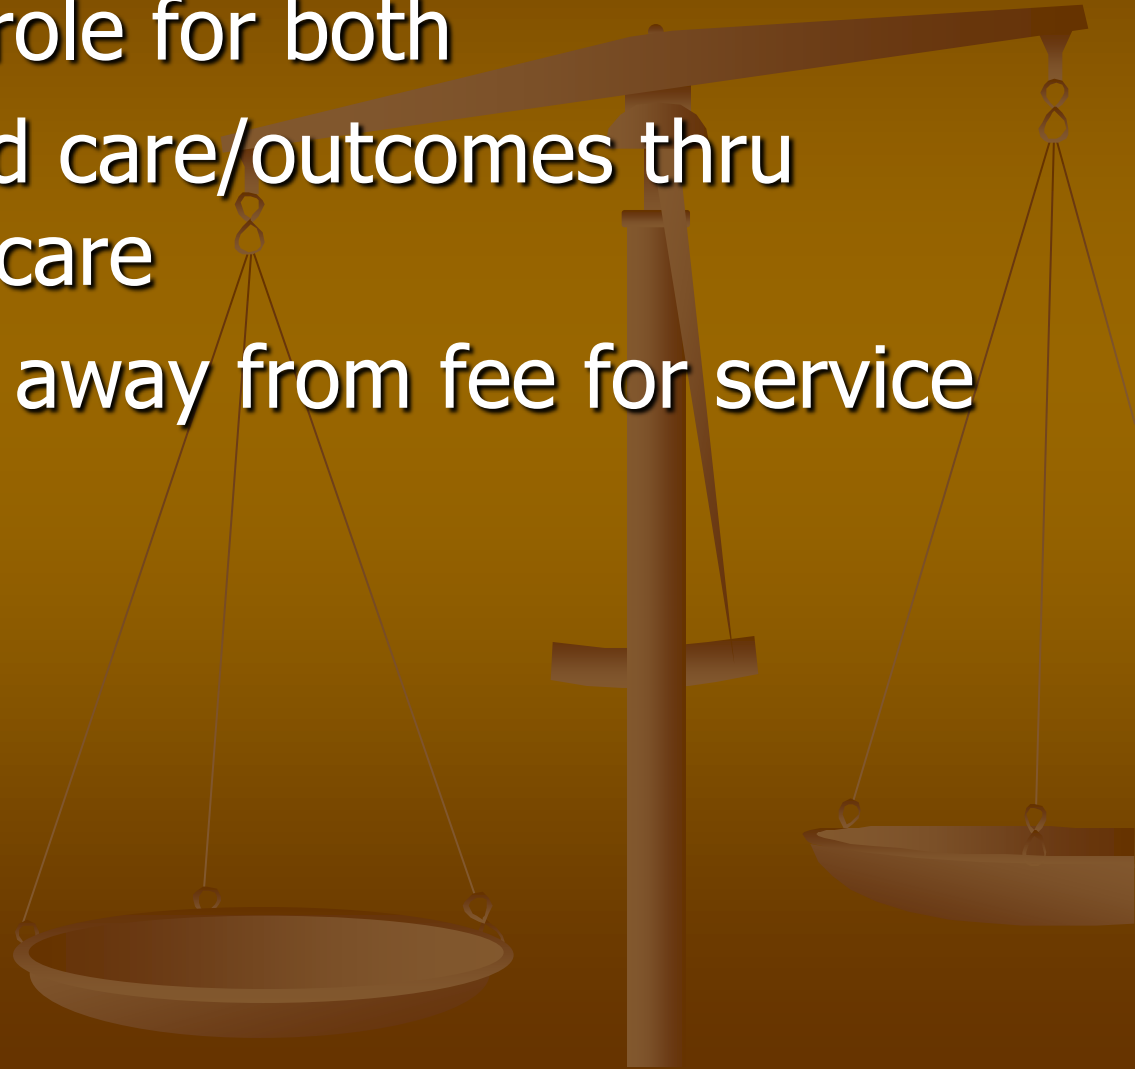 role for both
d care/outcomes thru
care
away from fee for service